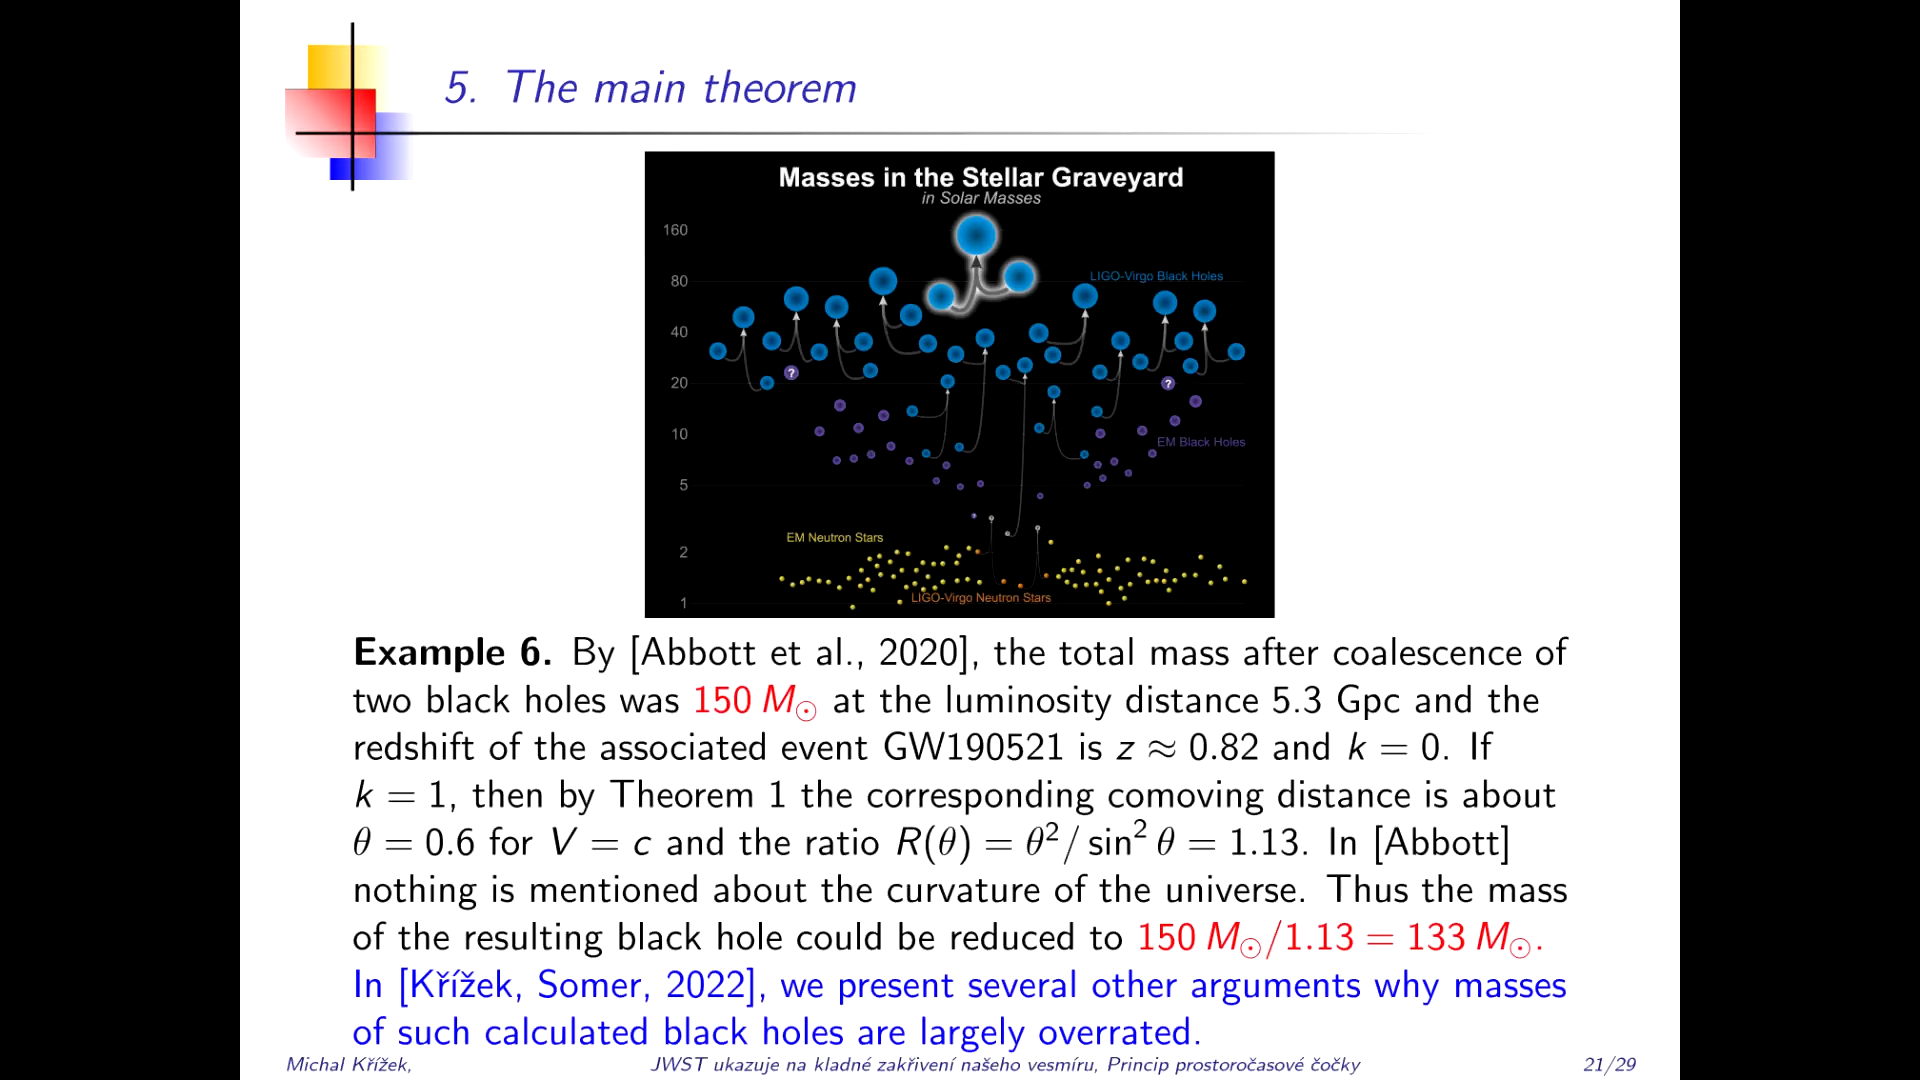 5. The main theorem
Masses in the Stellar Graveyard
in Solar Masses
160
LIGO-Virgo Black Holes
80
40
20
? ?
10
EM Black Holes
5
EM Neutron Stars
2
LIGO-Virgo Neutron Stars
1
Example 6. By [Abbott et al., 2020], the total mass after coalescence of
two black holes was 150 M⊙ at the luminosity distance 5.3 Gpc and the
redshift of the associated event GW190521 is z ≈ 0.82 and k = 0. If
k = 1, then by Theorem 1 the corresponding comoving distance is about
θ = 0.6 for V = c and the ratio R(θ) = θ²/ sin² θ = 1.13. In [Abbott]
nothing is mentioned about the curvature of the universe. Thus the mass
of the resulting black hole could be reduced to 150 M⊙/1.13 = 133 M⊙.
In [Křížek, Somer, 2022], we present several other arguments why masses
of such calculated black holes are largely overrated.
Michal Křížek, JWST ukazuje na kladné zakřivení našeho vesmíru, Princip prostoročasové čočky 21/29